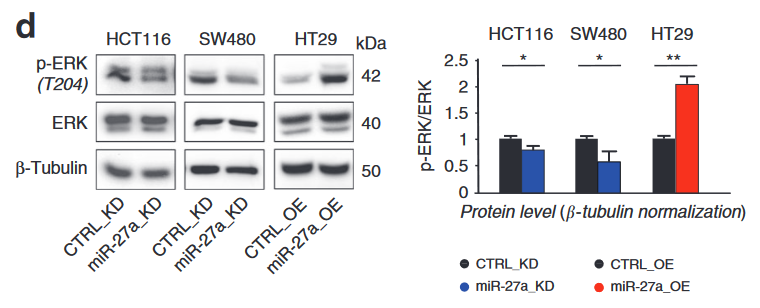 d
HCT116 SW480 HT29
kDa
p-ERK
(T204)
42
ERK
40
β-Tubulin
50
CTRL_KD
miR-27a_KD
CTRL_KD
miR-27a_KD
CTRL_OE
miR-27a_OE
HCT116 SW480 HT29
* * **
p-ERK/ERK
2.5
2
1.5
1
0.5
0
Protein level (β-tubulin normalization)
CTRL_KD CTRL_OE
miR-27a_KD miR-27a_OE